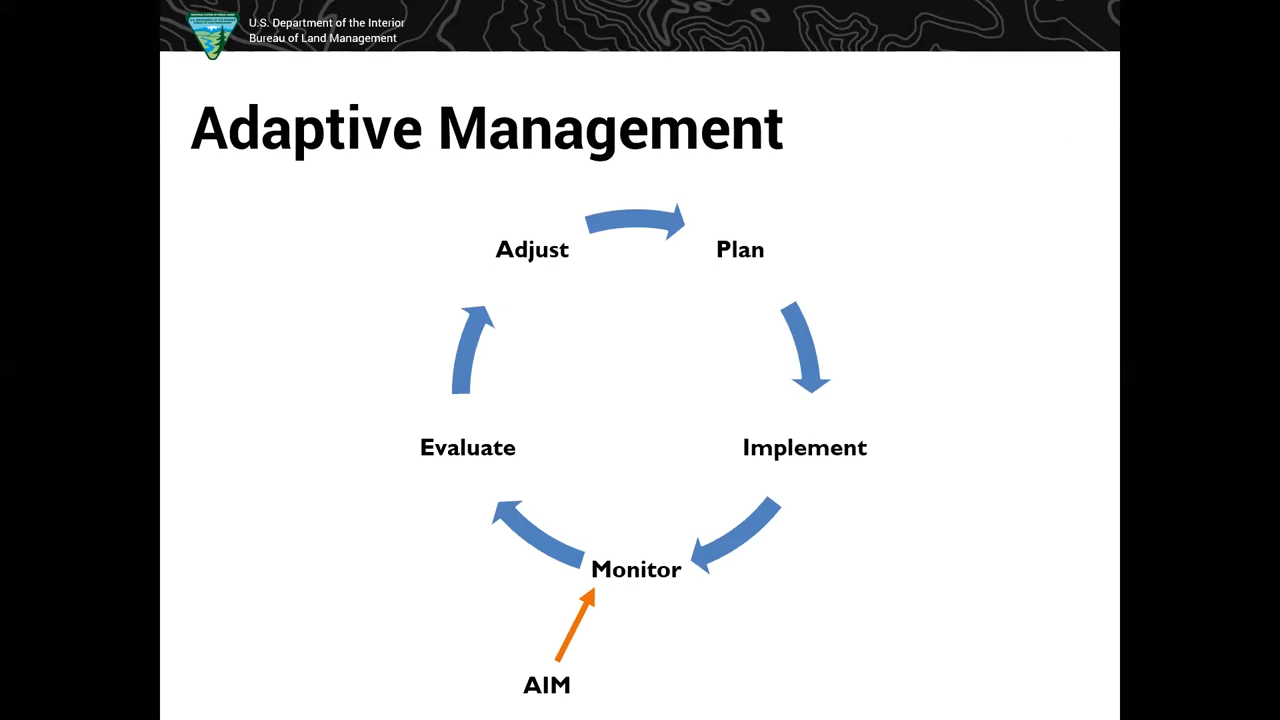 U.S. Department of the Interior
Bureau of Land Management
Adaptive Management
Adjust
Plan
Evaluate
Implement
Monitor
AIM